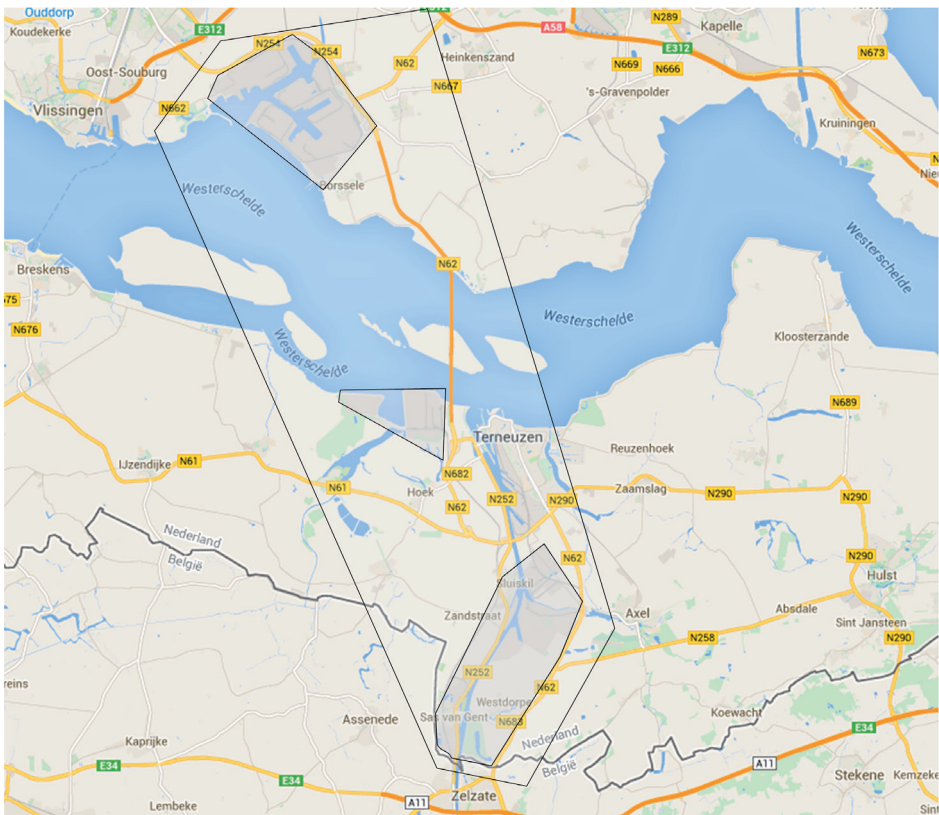 Ouddorp
Koudekerke
E312
E312
N289
Kapelle
A58
N254
N254
E312
N673
Oost-Souburg
N62
Heinkenszand
N669
N666
N667
's-Gravenpolder
Vlissingen
N662
Kruiningen
Borssele
Westerschelde
Westerschelde
Breskens
N62
N676
Westerschelde
Westerschelde
Kloosterzande
N689
Terneuzen
Reuzenhoek
IJzendijke
N61
N61
N682
Hoek
N252
N290
Zaamslag
N290
N290
N62
Nederland
België
N62
N290
Sluiskil
Hulst
Zandstraat
Axel
Absdale
Sint Jansteen
N258
N290
N252
N62
Westdorpe
Assenede
Sas van Gent
N683
Koewacht
Nederland
België
E34
Kaprijke
E34
E34
A11
Stekene
Kemzeke
Lembeke
A11
Zelzate